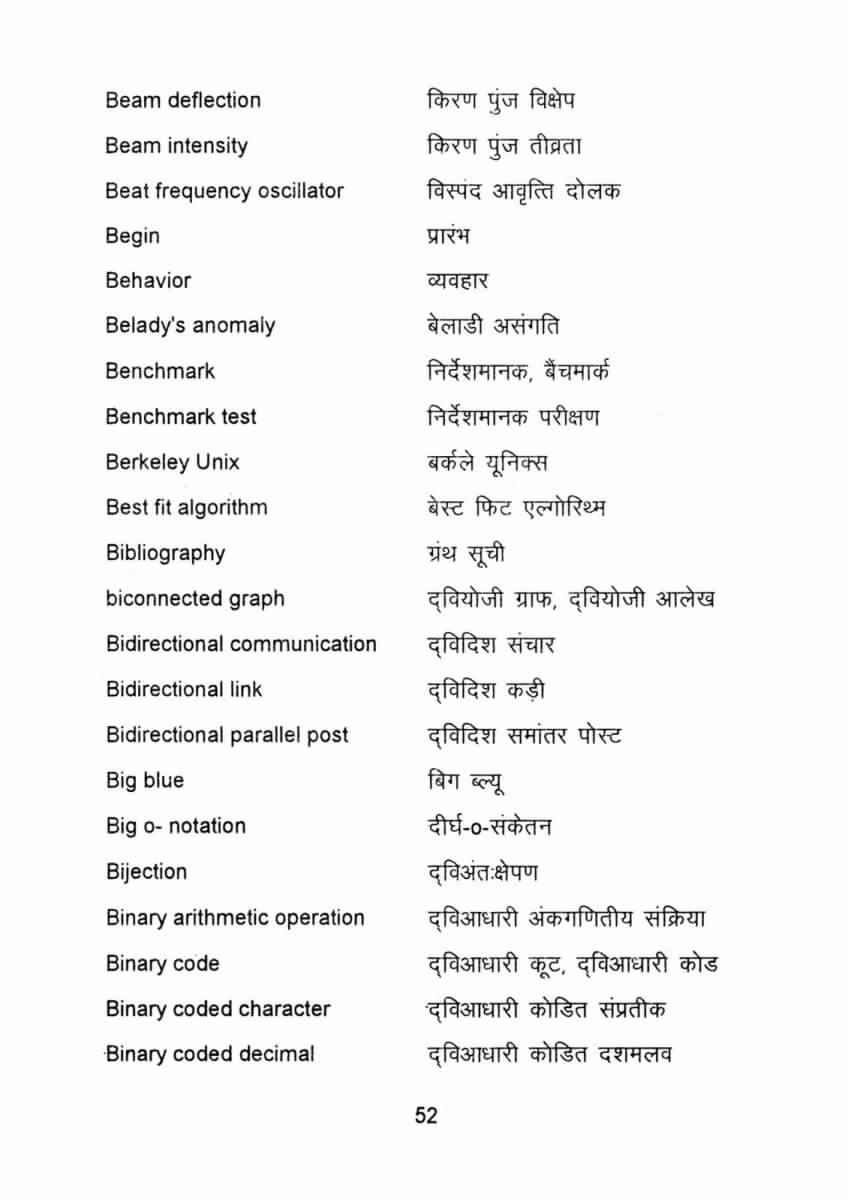 Beam deflection किरण पुंज विक्षेप
Beam intensity किरण पुंज तीव्रता
Beat frequency oscillator विस्पंद आवृत्ति दोलक
Begin प्रारंभ
Behavior व्यवहार
Belady's anomaly बेलाडी असंगति
Benchmark निर्देशमानक, बैंचमार्क
Benchmark test निर्देशमानक परीक्षण
Berkeley Unix बर्कले यूनिक्स
Best fit algorithm बेस्ट फिट एल्गोरिथ्म
Bibliography ग्रंथ सूची
biconnected graph द्‌वियोजी ग्राफ, द्‌वियोजी आलेख
Bidirectional communication द्‌विदिश संचार
Bidirectional link द्‌विदिश कड़ी
Bidirectional parallel post द्‌विदिश समांतर पोस्ट
Big blue बिग ब्ल्यू
Big o- notation दीर्घ-o-संकेतन
Bijection द्‌विअंतःक्षेपण
Binary arithmetic operation द्‌विआधारी अंकगणितीय संक्रिया
Binary code द्‌विआधारी कूट, द्‌विआधारी कोड
Binary coded character द्‌विआधारी कोडित संप्रतीक
Binary coded decimal द्‌विआधारी कोडित दशमलव
52